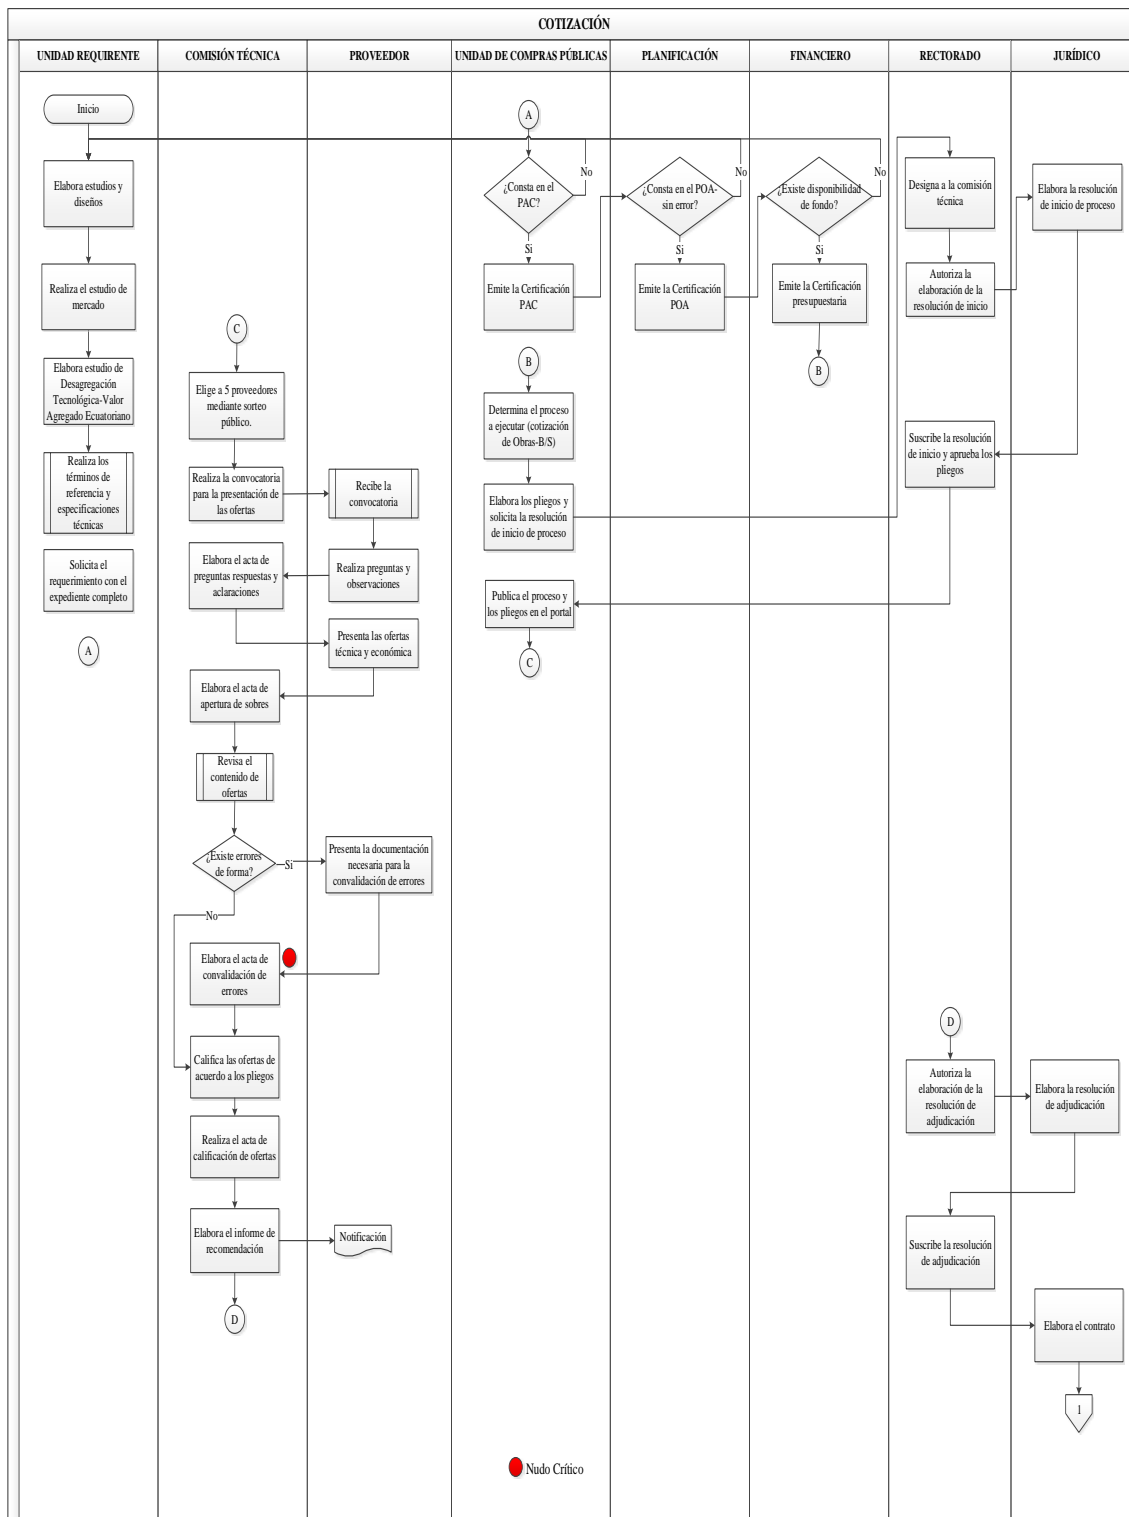 COTIZACIÓN
UNIDAD REQUIRENTE
COMISIÓN TÉCNICA
PROVEEDOR
UNIDAD DE COMPRAS PÚBLICAS
PLANIFICACIÓN
FINANCIERO
RECTORADO
JURÍDICO
Inicio
Elabora estudios y
diseños
Realiza el estudio de
mercado
Elabora estudio de
Desagregación
Tecnológica-Valor
Agregado Ecuatoriano
Realiza los
términos de
referencia y
especificaciones
técnicas
Solicita el
requerimiento con el
expediente completo
A
C
Elige a 5 proveedores
mediante sorteo
público.
Realiza la convocatoria
para la presentación de
las ofertas
Elabora el acta de
preguntas respuestas y
aclaraciones
Elabora el acta de
apertura de sobres
Revisa el
contenido de
ofertas
¿Existe errores
de forma?
Si
No
Elabora el acta de
convalidación de
errores
Califica las ofertas de
acuerdo a los pliegos
Realiza el acta de
calificación de ofertas
Elabora el informe de
recomendación
D
Recibe la
convocatoria
Realiza preguntas y
observaciones
Presenta las ofertas
técnica y económica
Presenta la documentación
necesaria para la
convalidación de errores
Notificación
A
¿Consta en el
PAC?
No
Si
Emite la Certificación
PAC
B
Determina el proceso
a ejecutar (cotización
de Obras-B/S)
Elabora los pliegos y
solicita la resolución
de inicio de proceso
Publica el proceso y
los pliegos en el portal
C
¿Consta en el POA-
sin error?
No
Si
Emite la Certificación
POA
¿Existe disponibilidad
de fondo?
No
Si
Emite la Certificación
presupuestaria
B
Designa a la comisión
técnica
Autoriza la
elaboración de la
resolución de inicio
Suscribe la resolución
de inicio y aprueba los
pliegos
D
Autoriza la
elaboración de la
resolución de
adjudicación
Suscribe la resolución
de adjudicación
Elabora la resolución
de inicio de proceso
Elabora la resolución
de adjudicación
Elabora el contrato
1
Nudo Crítico